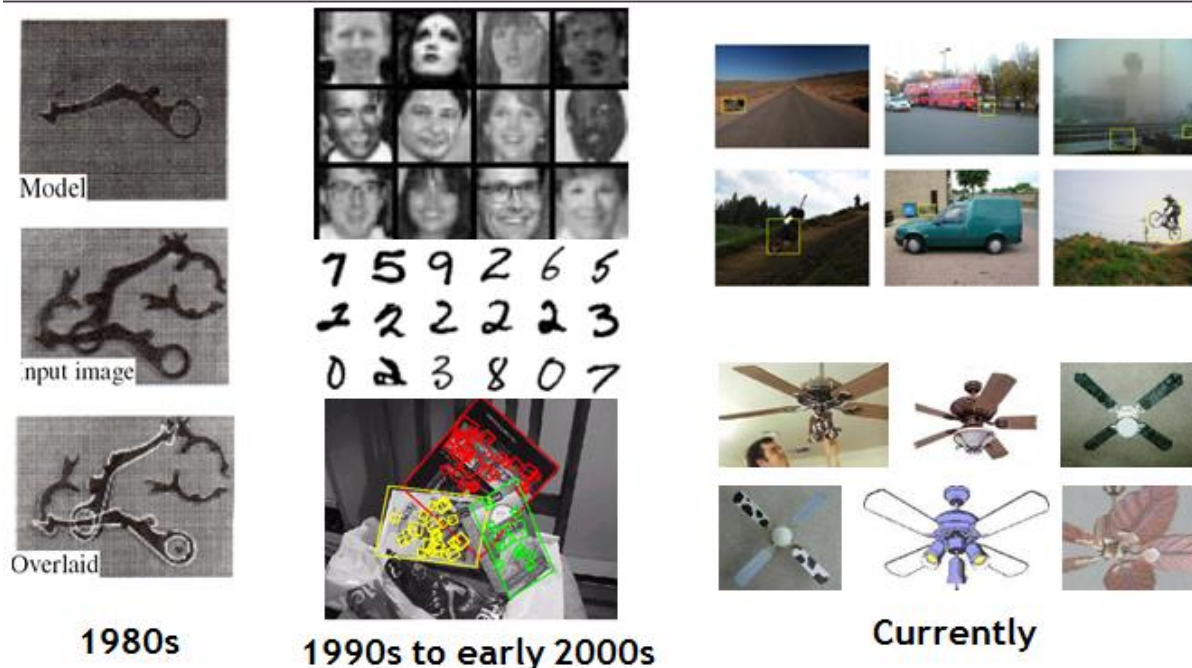 Model
Input image
Overlaid
1980s
7 5 9 2 6 5
2 2 2 2 2 3
0 2 3 8 0 7
1990s to early 2000s
Currently